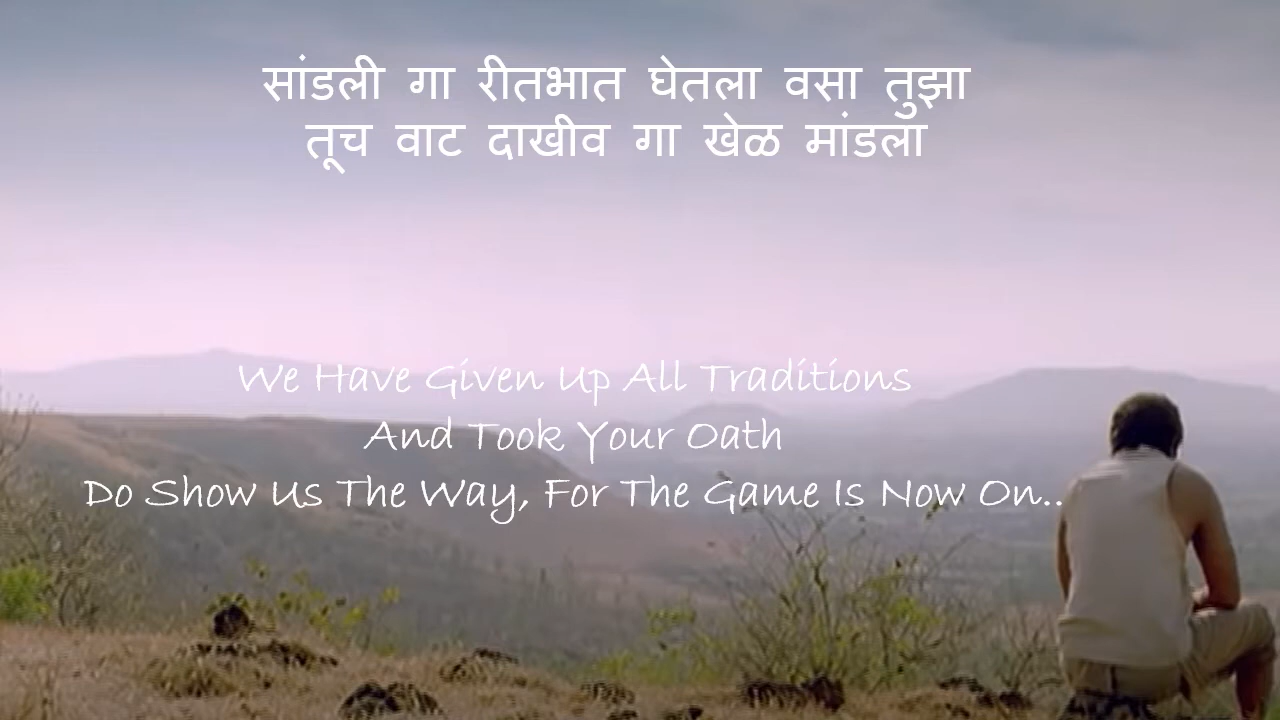 सांडली गा रीतभात घेतला वसा तुझा
तूच वाट दाखीव गा खेळ मांडला
We Have Given Up All Traditions
And Took Your Oath
Do Show Us The Way, For The Game Is Now On..